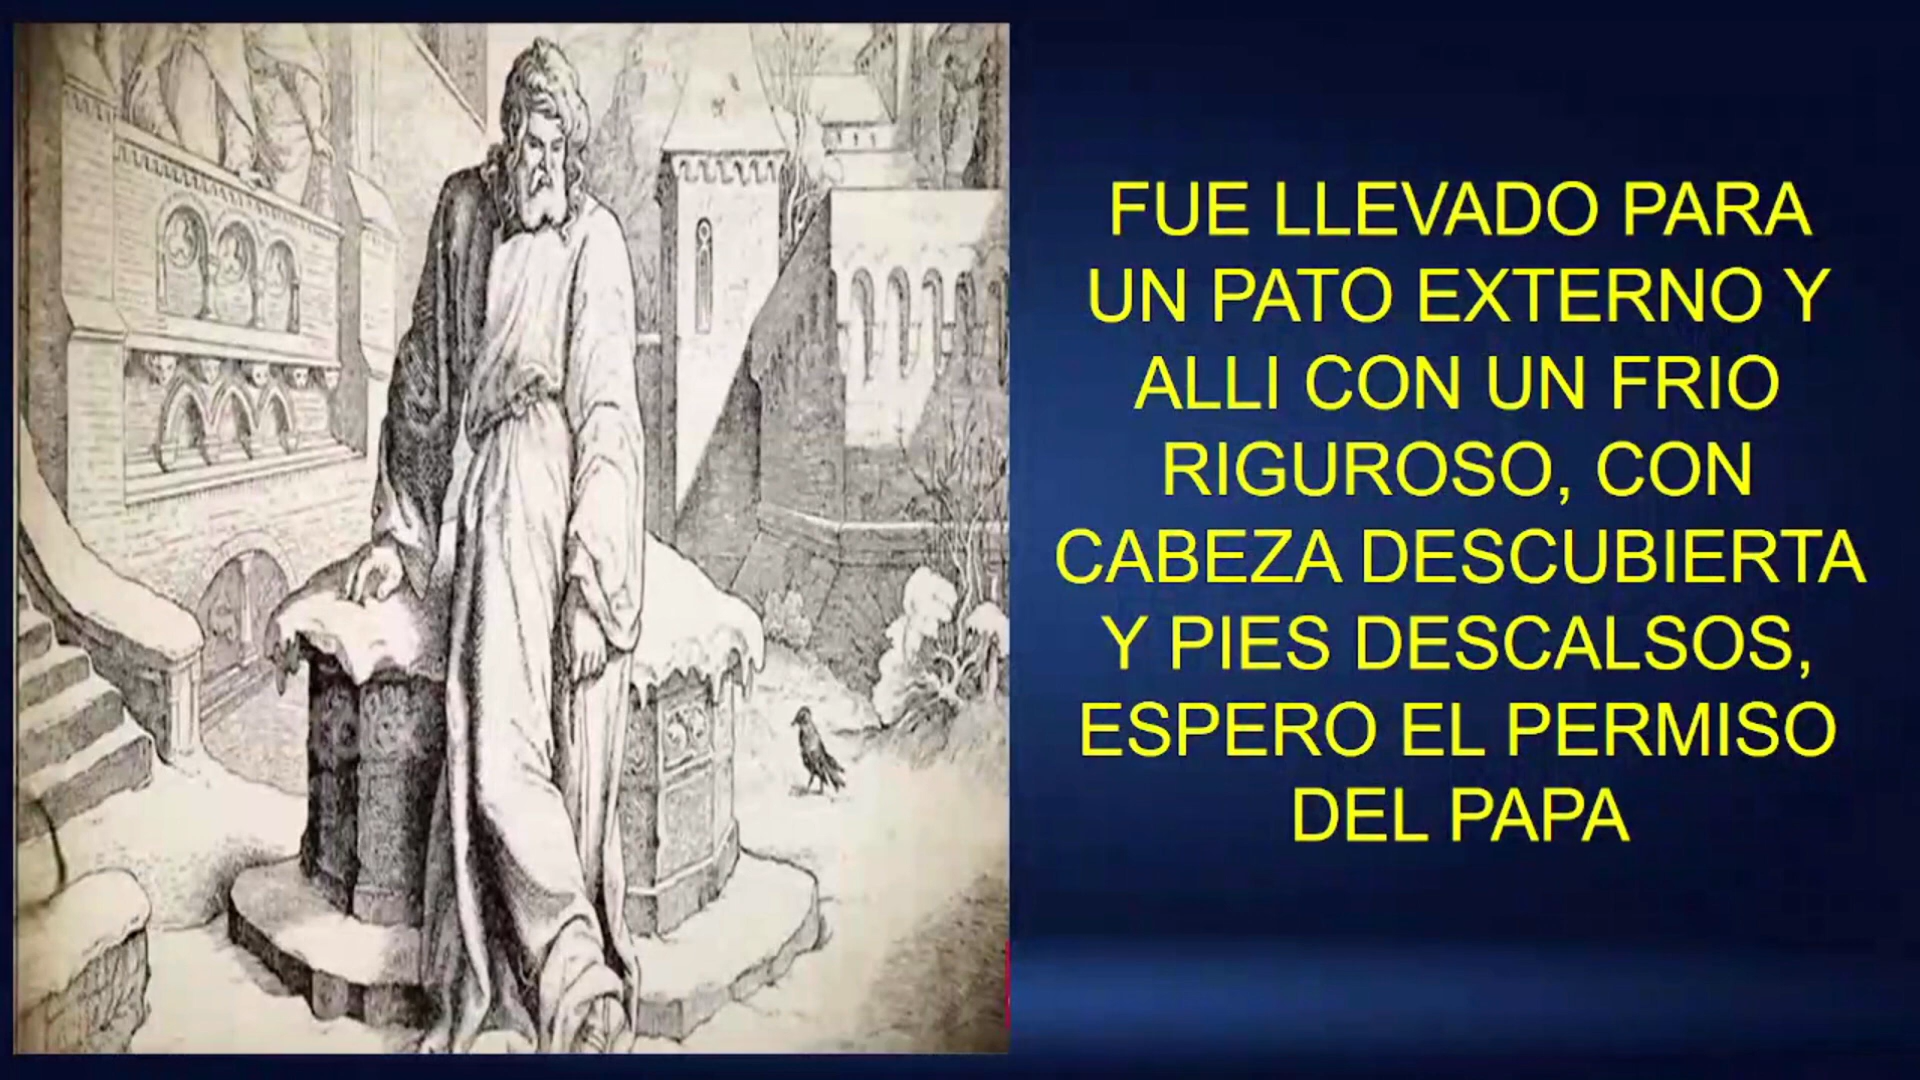 FUE LLEVADO PARA
UN PATO EXTERNO Y
ALLI CON UN FRIO
RIGUROSO, CON
CABEZA DESCUBIERTA
Y PIES DESCALSOS,
ESPERO EL PERMISO
DEL PAPA